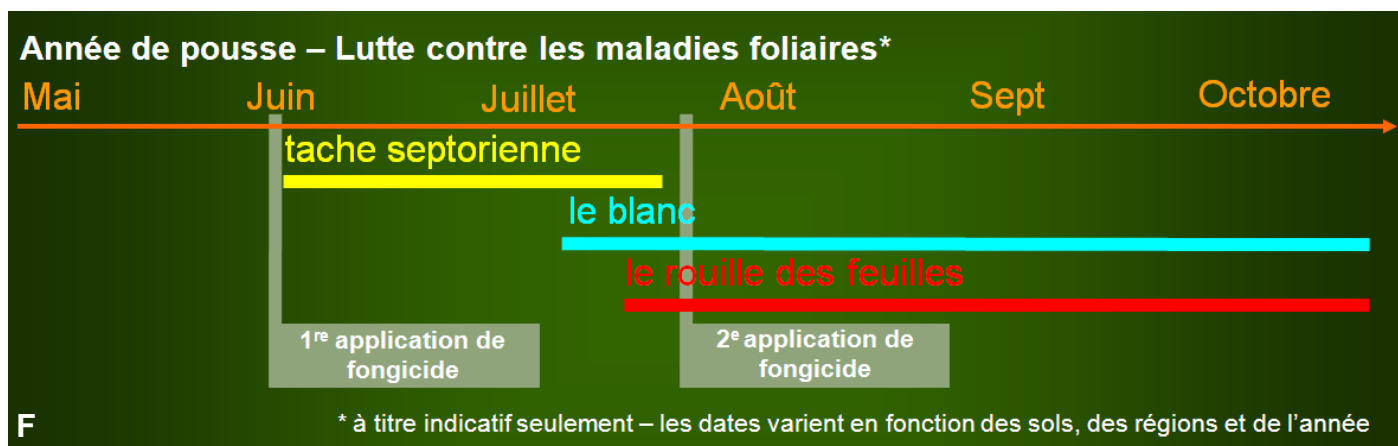 Année de pousse – Lutte contre les maladies foliaires*
Mai Juin Juillet Août Sept Octobre
tache septorienne
le blanc
le rouille des feuilles
1re application de
fongicide
2e application de
fongicide
F
* à titre indicatif seulement – les dates varient en fonction des sols, des régions et de l'année